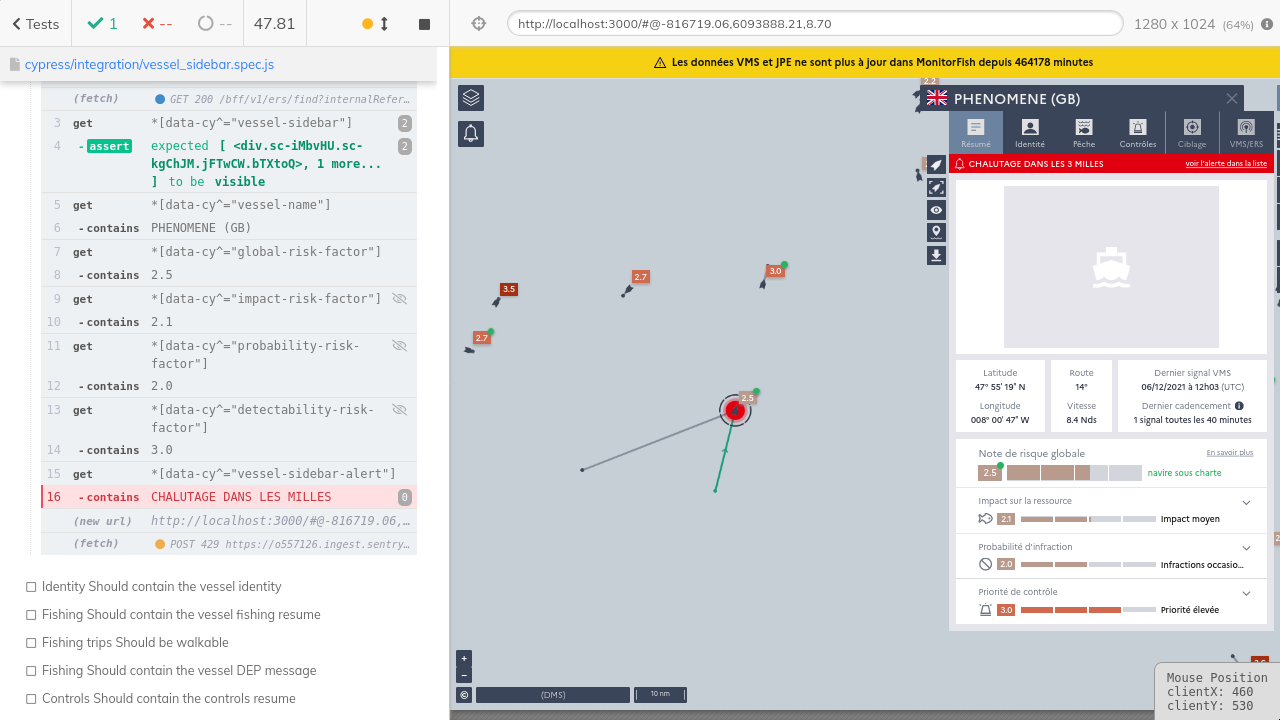 Tests
1
--
--
47.81
http://localhost:3000/#@-816719.06,6093888.21,8.70
1280 x 1024 (64%)
cypress/integration/vessel_sidebar.spec.js
(fetch) GET 200 /bff/v1/ers/find?internalRefer…
3 get *[data-cy^="vessel-sidebar"] 2
4 - assert expected [ <div.sc-iMbvHU.sc-
kgChJM.jFTwCW.bTXtoQ>, 1 more...
] to be visible
2
5 get *[data-cy^="vessel-name"]
6 - contains PHENOMENE (GB)
7 get *[data-cy^="global-risk-factor"]
8 - contains 2.5
9 get *[data-cy^="impact-risk-factor"]
10 - contains 2.1
11 get *[data-cy^="probability-risk-
factor"]
12 - contains 2.0
13 get *[data-cy^="detectability-risk-
factor"]
14 - contains 3.0
15 get *[data-cy^="vessel-sidebar-alert"]
16 - contains CHALUTAGE DANS LES MILLES 0
(new url) http://localhost:3000/#@-816719.06,…
(fetch) POST 429 https://o557126.ingest.sentry…
Identity Should contain the vessel identity
Fishing Should contain the vessel fishing resume
Fishing trips Should be walkable
Fishing Should contain the vessel DEP message
Controls Should contain the controls resume
Les données VMS et JPE ne sont plus à jour dans MonitorFish depuis 464178 minutes
2.2
PHENOMENE (GB)
Résumé
Identité
Pêche
Contrôles
Ciblage
VMS/ERS
CHALUTAGE DANS LES 3 MILLES
voir l'alerte dans la liste
3.5
2.7
3.0
2.7
2.5
Latitude
47° 55′ 19″ N
Longitude
008° 00′ 47″ W
Route
14°
Vitesse
8.4 Nds
Dernier signal VMS
06/12/2021 à 12h03 (UTC)
Dernier cadencement
1 signal toutes les 40 minutes
Note de risque globale
En savoir plus
2.5
navire sous charte
Impact sur la ressource
2.1
Impact moyen
Probabilité d'infraction
2.0
Infractions occasio…
Priorité de contrôle
3.0
Priorité élevée
+
−
©
(DMS)
10 nm
Mouse Position
clientX: 460
clientY: 530